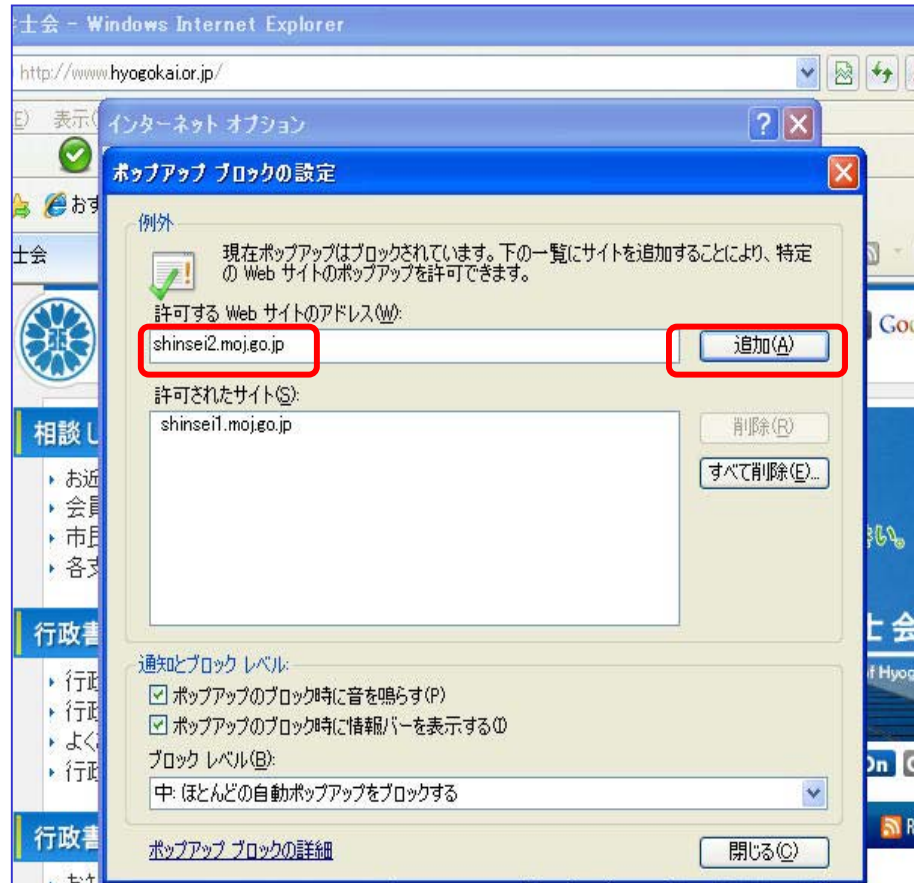 士会 - Windows Internet Explorer
http://www.hyogokai.or.jp/
E) 表示(
インターネット オプション
ポップアップ ブロックの設定
おす
例外
士会
現在ポップアップはブロックされています。下の一覧にサイトを追加することにより、特定
の Web サイトのポップアップを許可できます。
許可する Web サイトのアドレス(W):
shinsei2.moj.go.jp
追加(A)
Goo
許可されたサイト(S):
shinsei1.moj.go.jp
削除(R)
すべて削除(E)...
相談し
お近
会員
市民
各支
さい。
行政書
士会
of Hyog
行政
行政
よく
行政
通知とブロック レベル:
ポップアップのブロック時に音を鳴らす(P)
ポップアップのブロック時に情報バーを表示する(I)
ブロック レベル(B):
中: ほとんどの自動ポップアップをブロックする
On
行政書
R
ポップアップ ブロックの詳細
閉じる(C)